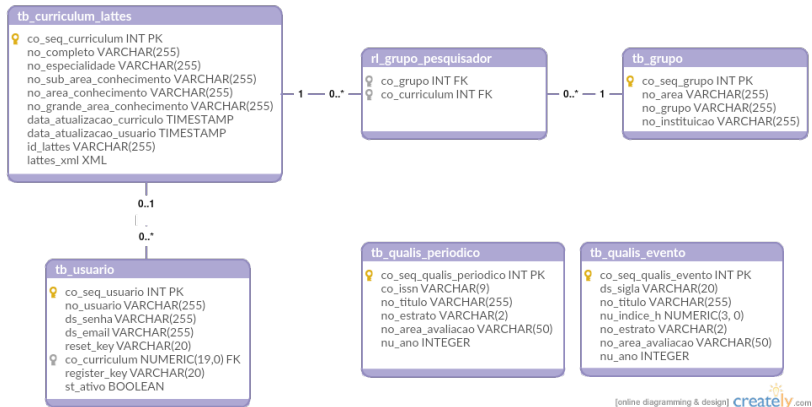 tb_curriculum_lattes
co_seq_curriculum INT PK
no_completo VARCHAR(255)
no_especialidade VARCHAR(255)
no_sub_area_conhecimento VARCHAR(255)
no_area_conhecimento VARCHAR(255)
no_grande_area_conhecimento VARCHAR(255)
data_atualizacao_curriculo TIMESTAMP
data_atualizacao_usuario TIMESTAMP
id_lattes VARCHAR(255)
lattes_xml XML
1
0..*
rl_grupo_pesquisador
co_grupo INT FK
co_curriculum INT FK
0..*
1
tb_grupo
co_seq_grupo INT PK
no_area VARCHAR(255)
no_grupo VARCHAR(255)
no_instituicao VARCHAR(255)
0..1
0..*
tb_usuario
co_seq_usuario INT PK
no_usuario VARCHAR(255)
ds_senha VARCHAR(255)
ds_email VARCHAR(255)
reset_key VARCHAR(20)
co_curriculum NUMERIC(19,0) FK
register_key VARCHAR(20)
st_ativo BOOLEAN
tb_qualis_periodico
co_seq_qualis_periodico INT PK
co_issn VARCHAR(9)
no_titulo VARCHAR(255)
no_estrato VARCHAR(2)
no_area_avaliacao VARCHAR(50)
nu_ano INTEGER
tb_qualis_evento
co_seq_qualis_evento INT PK
ds_sigla VARCHAR(20)
no_titulo VARCHAR(255)
nu_indice_h NUMERIC(3, 0)
no_estrato VARCHAR(2)
no_area_avaliacao VARCHAR(50)
nu_ano INTEGER
[online diagramming & design] creately.com